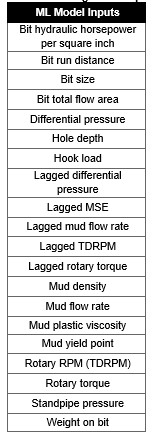 ML Model Inputs
Bit hydraulic horsepower
per square inch
Bit run distance
Bit size
Bit total flow area
Differential pressure
Hole depth
Hook load
Lagged differential
pressure
Lagged MSE
Lagged mud flow rate
Lagged TDRPM
Lagged rotary torque
Mud density
Mud flow rate
Mud plastic viscosity
Mud yield point
Rotary RPM (TDRPM)
Rotary torque
Standpipe pressure
Weight on bit